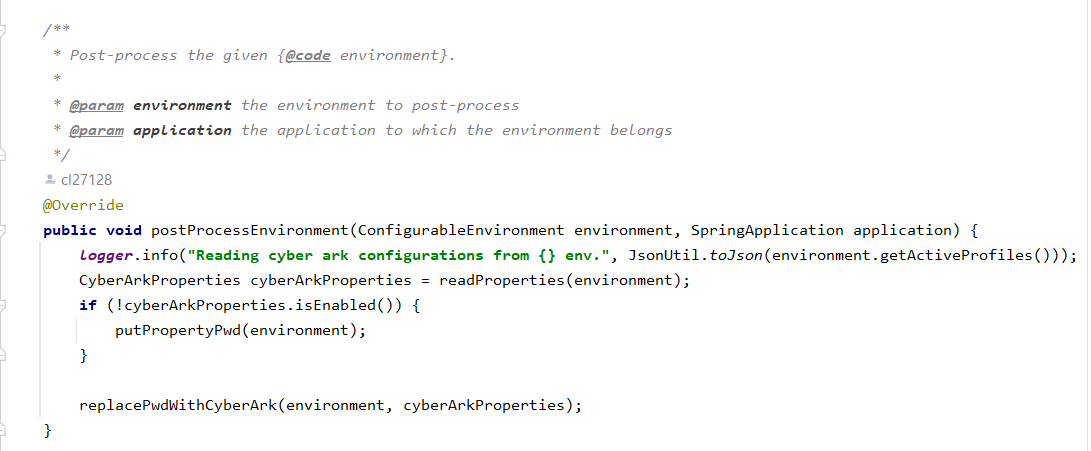 /**
 * Post-process the given {@code environment}.
 *
 * @param environment the environment to post-process
 * @param application the application to which the environment belongs
 */
cl27128
@Override
public void postProcessEnvironment(ConfigurableEnvironment environment, SpringApplication application) {
    logger.info("Reading cyber ark configurations from {} env.", JsonUtil.toJson(environment.getActiveProfiles()));
    CyberArkProperties cyberArkProperties = readProperties(environment);
    if (!cyberArkProperties.isEnabled()) {
        putPropertyPwd(environment);
    }
    replacePwdWithCyberArk(environment, cyberArkProperties);
}